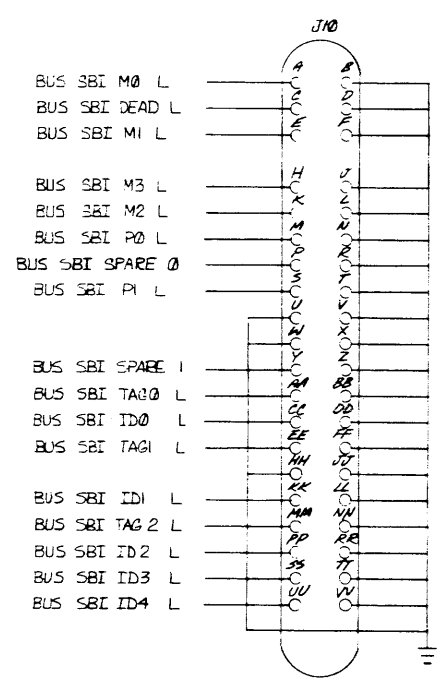 J10
A B
BUS SBI M0 L
C D
BUS SBI DEAD L
E F
BUS SBI M1 L
H J
BUS SBI M3 L
K L
BUS SBI M2 L
M N
BUS SBI P0 L
P R
BUS SBI SPARE 0
S T
BUS SBI P1 L
U V
W X
Y Z
BUS SBI SPARE 1
AA BB
BUS SBI TAG0 L
CC DD
BUS SBI ID0 L
EE FF
BUS SBI TAG1 L
HH JJ
KK LL
BUS SBI ID1 L
MM NN
BUS SBI TAG 2 L
PP RR
BUS SBI ID2 L
SS TT
BUS SBI ID3 L
UU VV
BUS SBI ID4 L